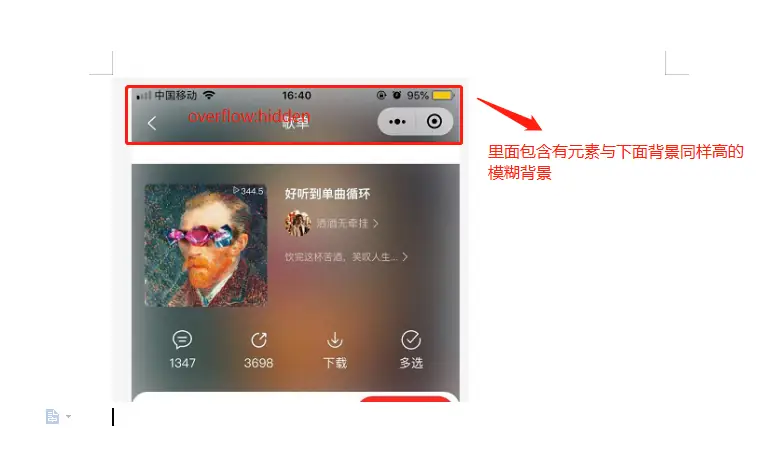 中国移动
16:40
95%
overflow:hidden
歌单
里面包含有元素与下面背景同样高的
模糊背景
344.5
好听到单曲循环
酒酒无牵挂
饮完这杯苦酒，笑叹人生...
1347
3698
下载
多选